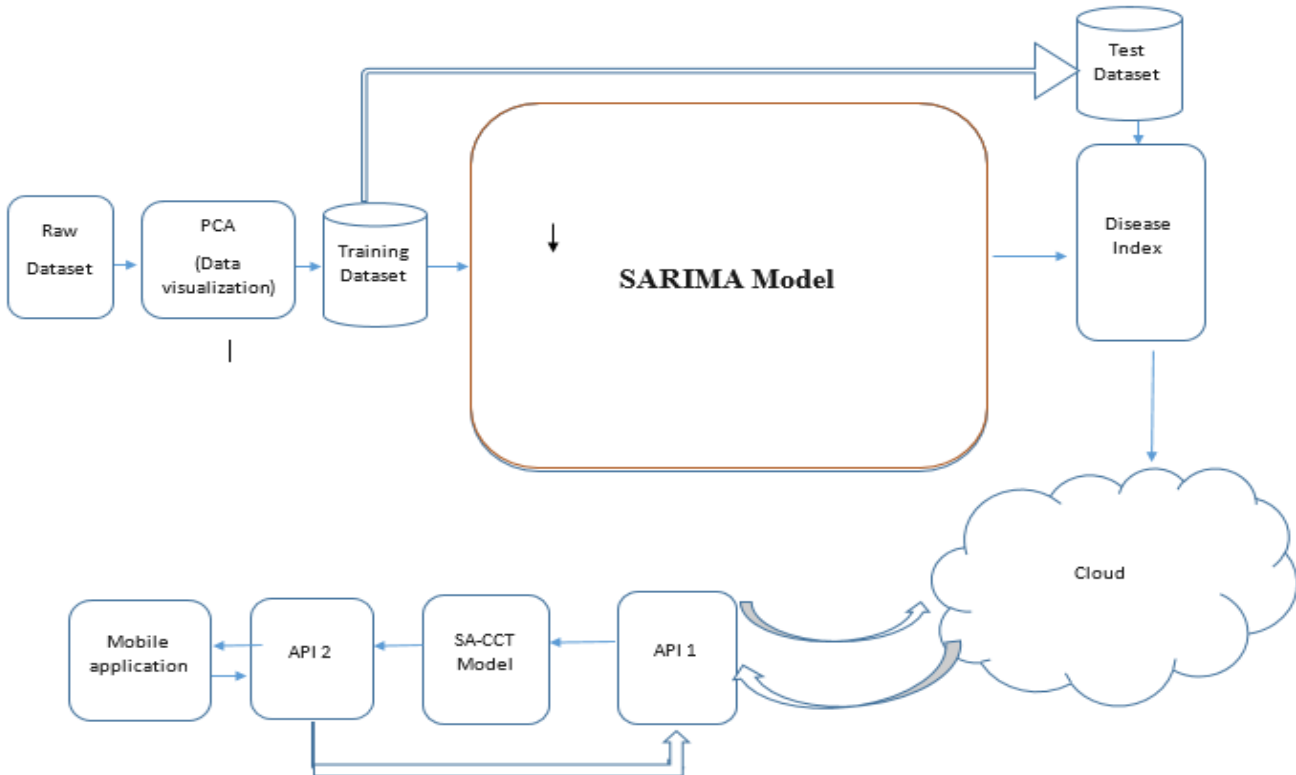 Test
Dataset
Raw
Dataset
PCA
(Data
visualization)
Training
Dataset
SARIMA Model
Disease
Index
Cloud
Mobile
application
API 2
SA-CCT
Model
API 1